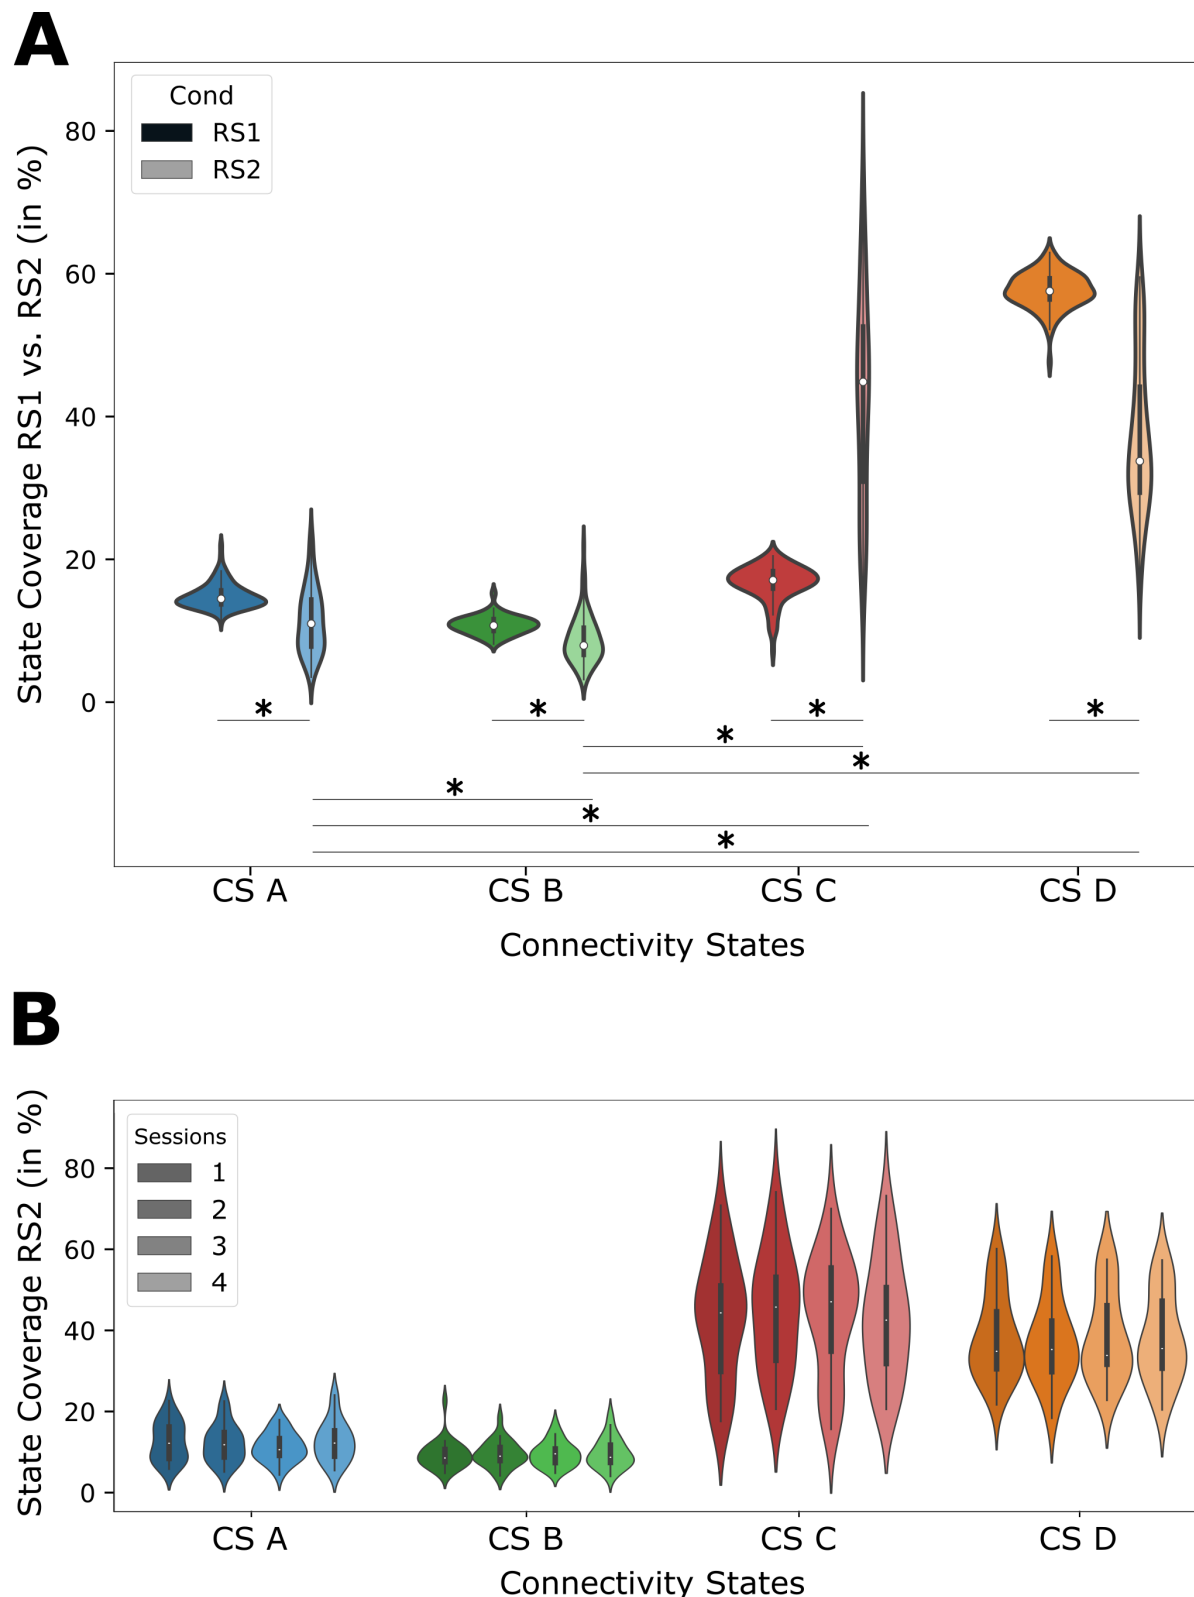 A
State Coverage RS1 vs. RS2 (in %)
Cond
RS1
RS2
80
60
40
20
0
* * * *
*
*
*
*
*
CS A CS B CS C CS D
Connectivity States
B
State Coverage RS2 (in %)
Sessions
1
2
3
4
80
60
40
20
0
CS A CS B CS C CS D
Connectivity States